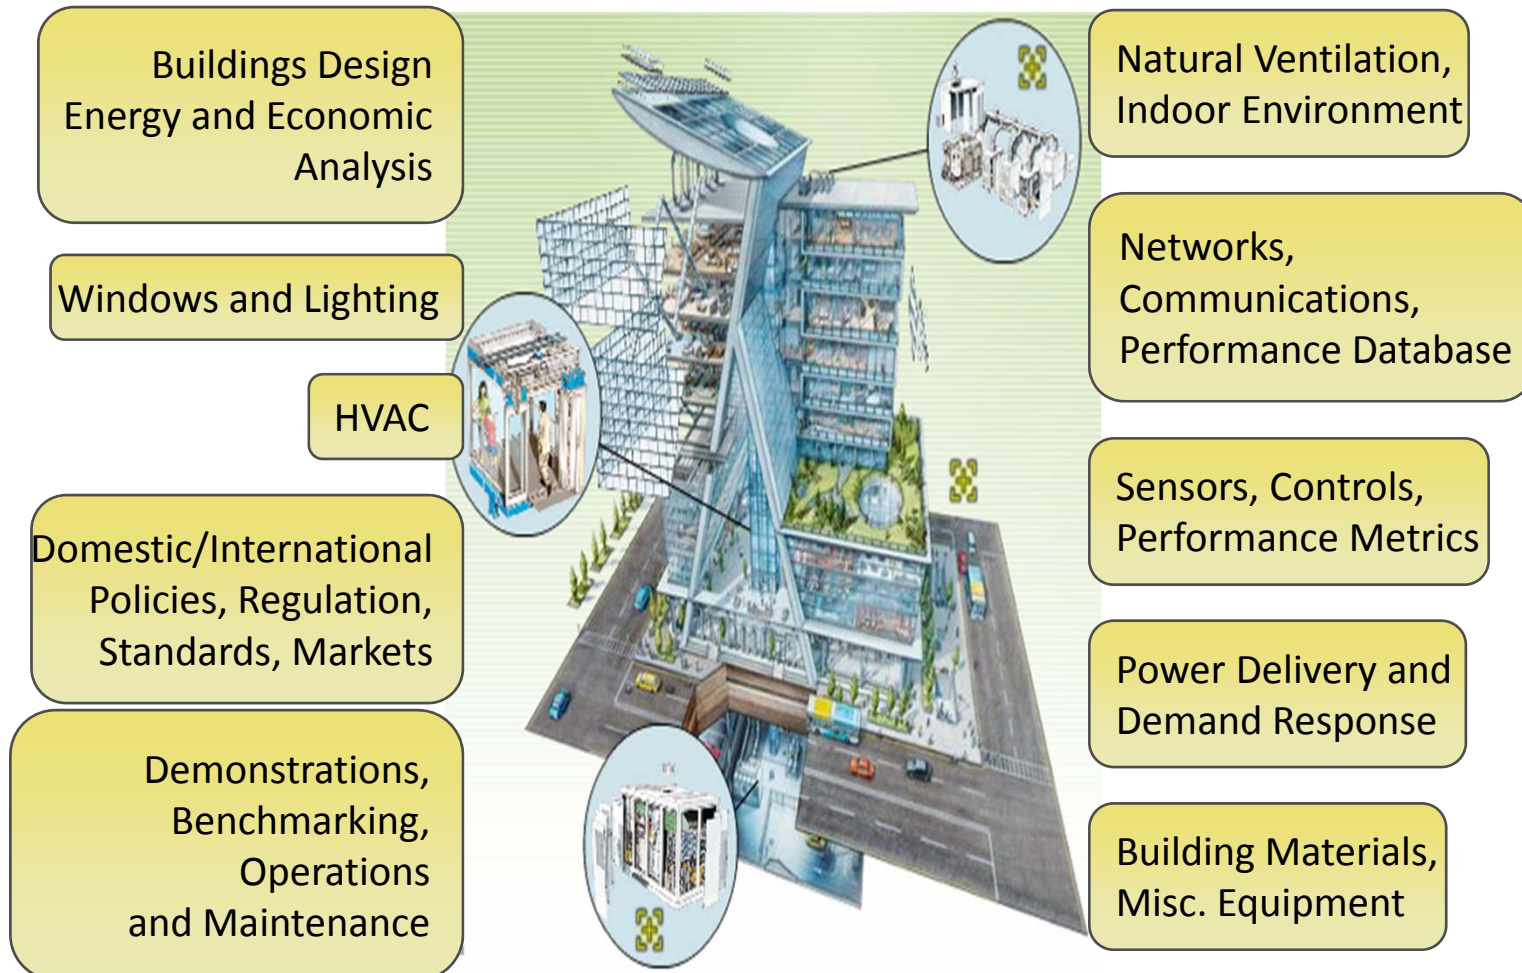 Buildings Design
Energy and Economic
Analysis
Windows and Lighting
HVAC
Domestic/International
Policies, Regulation,
Standards, Markets
Demonstrations,
Benchmarking,
Operations
and Maintenance
Natural Ventilation,
Indoor Environment
Networks,
Communications,
Performance Database
Sensors, Controls,
Performance Metrics
Power Delivery and
Demand Response
Building Materials,
Misc. Equipment